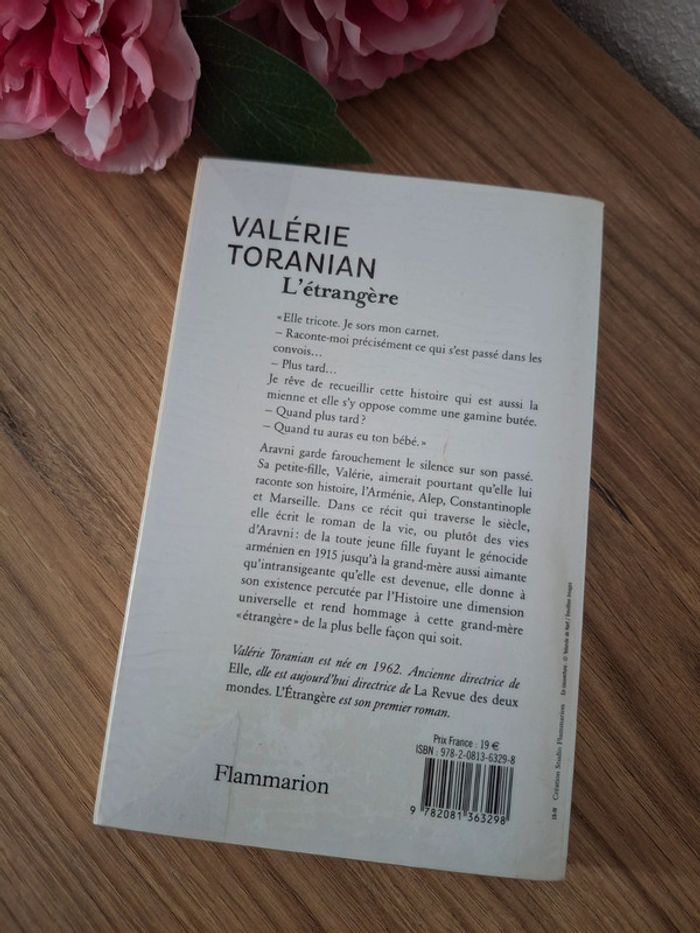 VALÉRIE
TORANIAN
L'étrangère
« Elle tricote. Je sors mon carnet.
– Raconte-moi précisément ce qui s'est passé dans les
convois…
– Plus tard…
Je rêve de recueillir cette histoire qui est aussi la
mienne et elle s'y oppose comme une gamine butée.
– Quand plus tard ?
– Quand tu auras eu ton bébé. »
Aravni garde farouchement le silence sur son passé.
Sa petite-fille, Valérie, aimerait pourtant qu'elle lui
raconte son histoire, l'Arménie, Alep, Constantinople
et Marseille. Dans ce récit qui traverse le siècle,
elle écrit le roman de la vie, ou plutôt des vies
d'Aravni : de la toute jeune fille fuyant le génocide
arménien en 1915 jusqu'à la grand-mère aussi aimante
qu'intransigeante qu'elle est devenue, elle donne à
son existence percutée par l'Histoire une dimension
universelle et rend hommage à cette grand-mère
« étrangère » de la plus belle façon qui soit.
Valérie Toranian est née en 1962. Ancienne directrice de
Elle, elle est aujourd'hui directrice de La Revue des deux
mondes. L'Étrangère est son premier roman.
Prix France : 19 €
ISBN : 978-2-0813-6329-8
9 782081 363298
Flammarion
Création Studio Flammarion